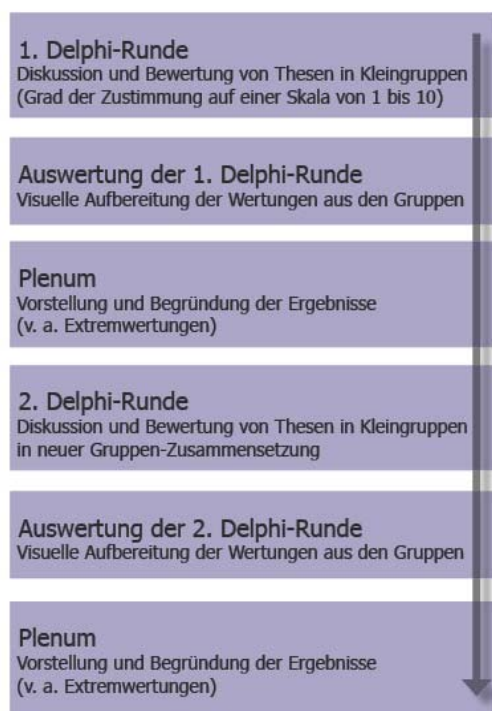 1. Delphi-Runde
Diskussion und Bewertung von Thesen in Kleingruppen
(Grad der Zustimmung auf einer Skala von 1 bis 10)
Auswertung der 1. Delphi-Runde
Visuelle Aufbereitung der Wertungen aus den Gruppen
Plenum
Vorstellung und Begründung der Ergebnisse
(v. a. Extremwertungen)
2. Delphi-Runde
Diskussion und Bewertung von Thesen in Kleingruppen
in neuer Gruppen-Zusammensetzung
Auswertung der 2. Delphi-Runde
Visuelle Aufbereitung der Wertungen aus den Gruppen
Plenum
Vorstellung und Begründung der Ergebnisse
(v. a. Extremwertungen)